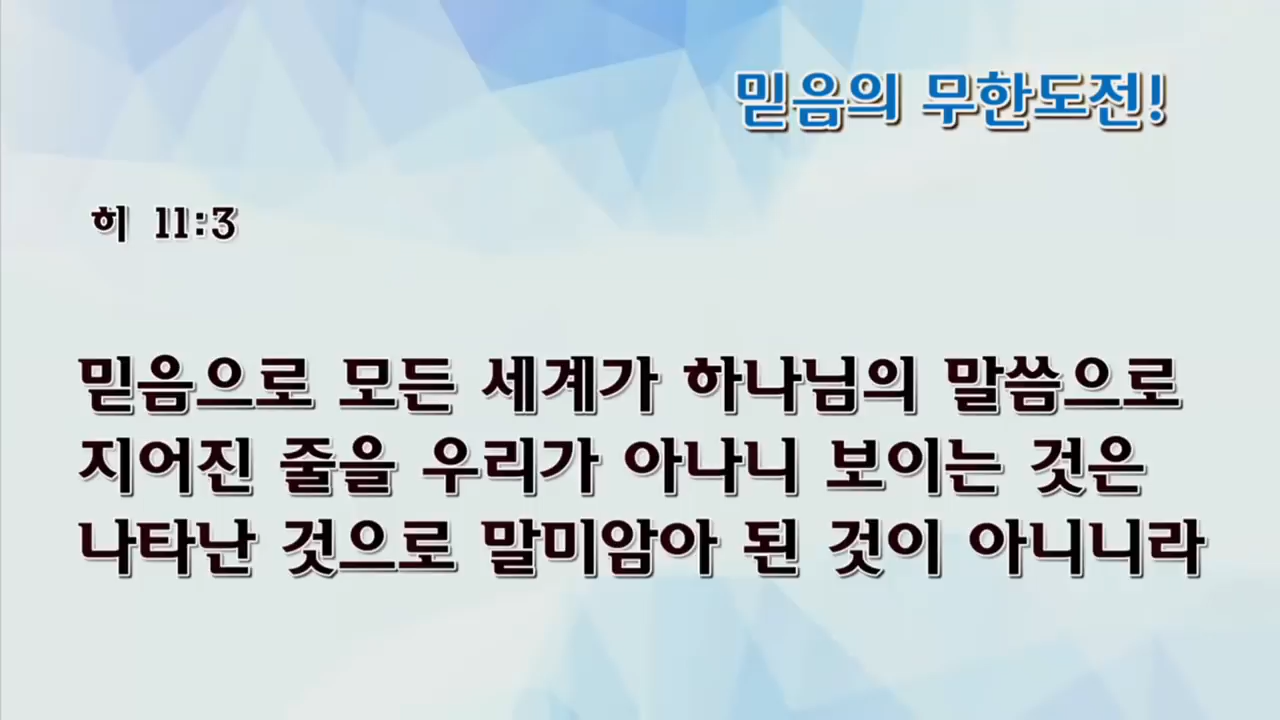 믿음의 무한도전!
히 11:3
믿음으로 모든 세계가 하나님의 말씀으로
지어진 줄을 우리가 아나니 보이는 것은
나타난 것으로 말미암아 된 것이 아니니라